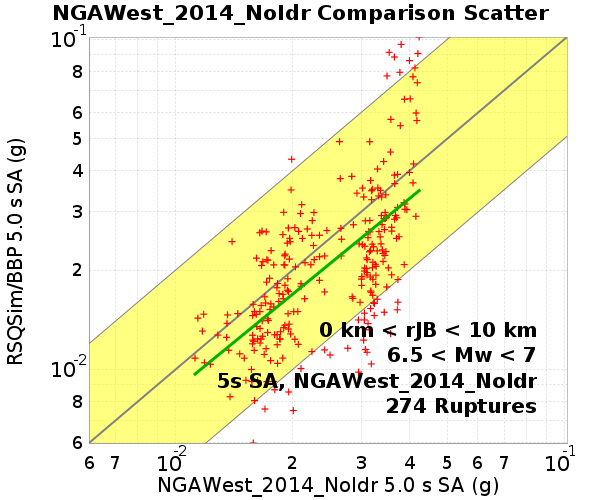 NGAWest_2014_NoIdr Comparison Scatter
10^-1
8
6
5
4
3
2
10^-2
8
6
RSQSim/BBP 5.0 s SA (g)
0 km < rJB < 10 km
6.5 < Mw < 7
5s SA, NGAWest_2014_NoIdr
274 Ruptures
6 7 10^-2 2 3 4 5 6 7 10^-1
NGAWest_2014_NoIdr 5.0 s SA (g)